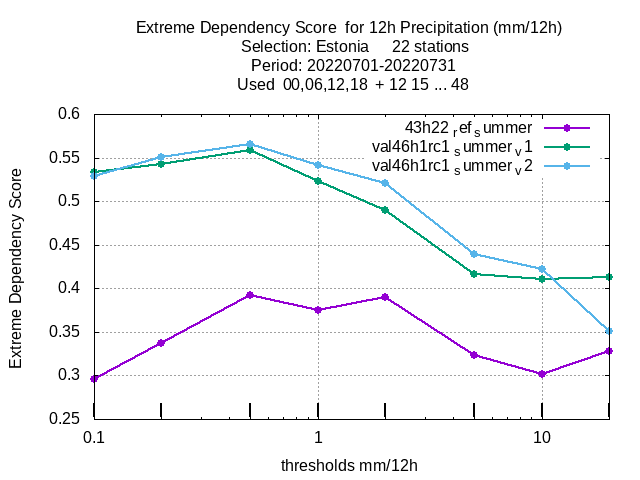 Extreme Dependency Score  for 12h Precipitation (mm/12h)
Selection: Estonia     22 stations
Period: 20220701-20220731
Used  00,06,12,18  + 12 15 ... 48
0.6
0.55
0.5
0.45
0.4
0.35
0.3
0.25
Extreme Dependency Score
43h22 ref summer
val46h1rc1 summer v1
val46h1rc1 summer v2
0.1
1
10
thresholds mm/12h